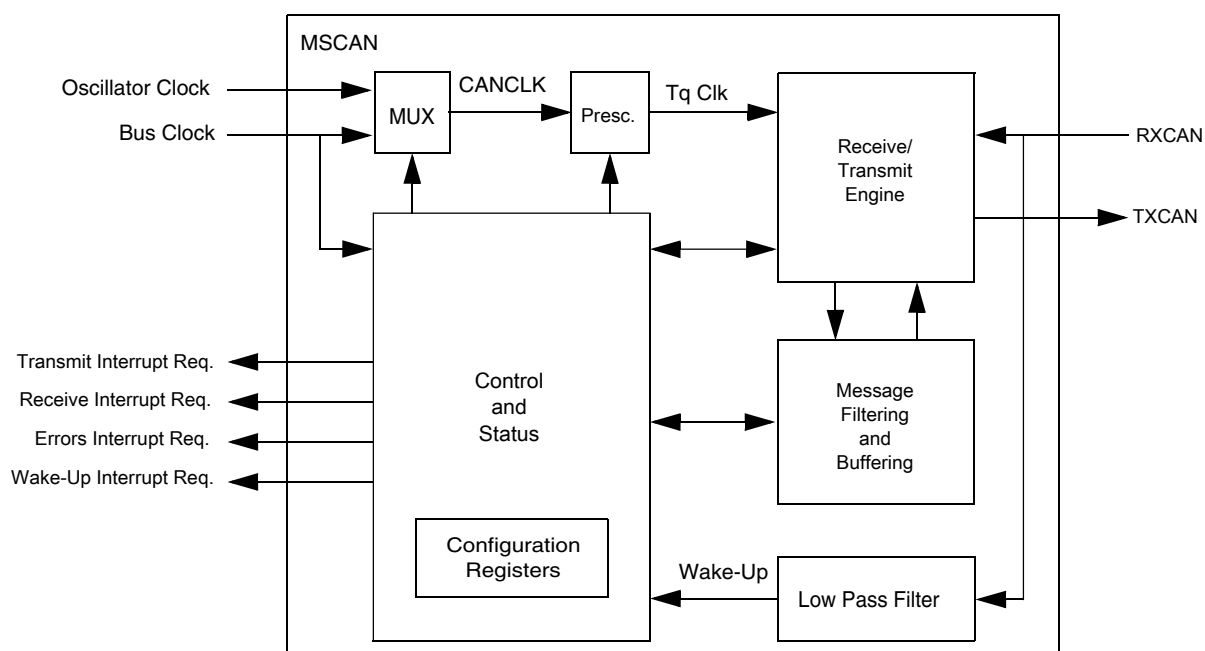 MSCAN
Oscillator Clock
Bus Clock
MUX
CANCLK
Presc.
Tq Clk
Receive/
Transmit
Engine
RXCAN
TXCAN
Transmit Interrupt Req.
Receive Interrupt Req.
Errors Interrupt Req.
Wake-Up Interrupt Req.
Control
and
Status
Message
Filtering
and
Buffering
Configuration
Registers
Wake-Up
Low Pass Filter